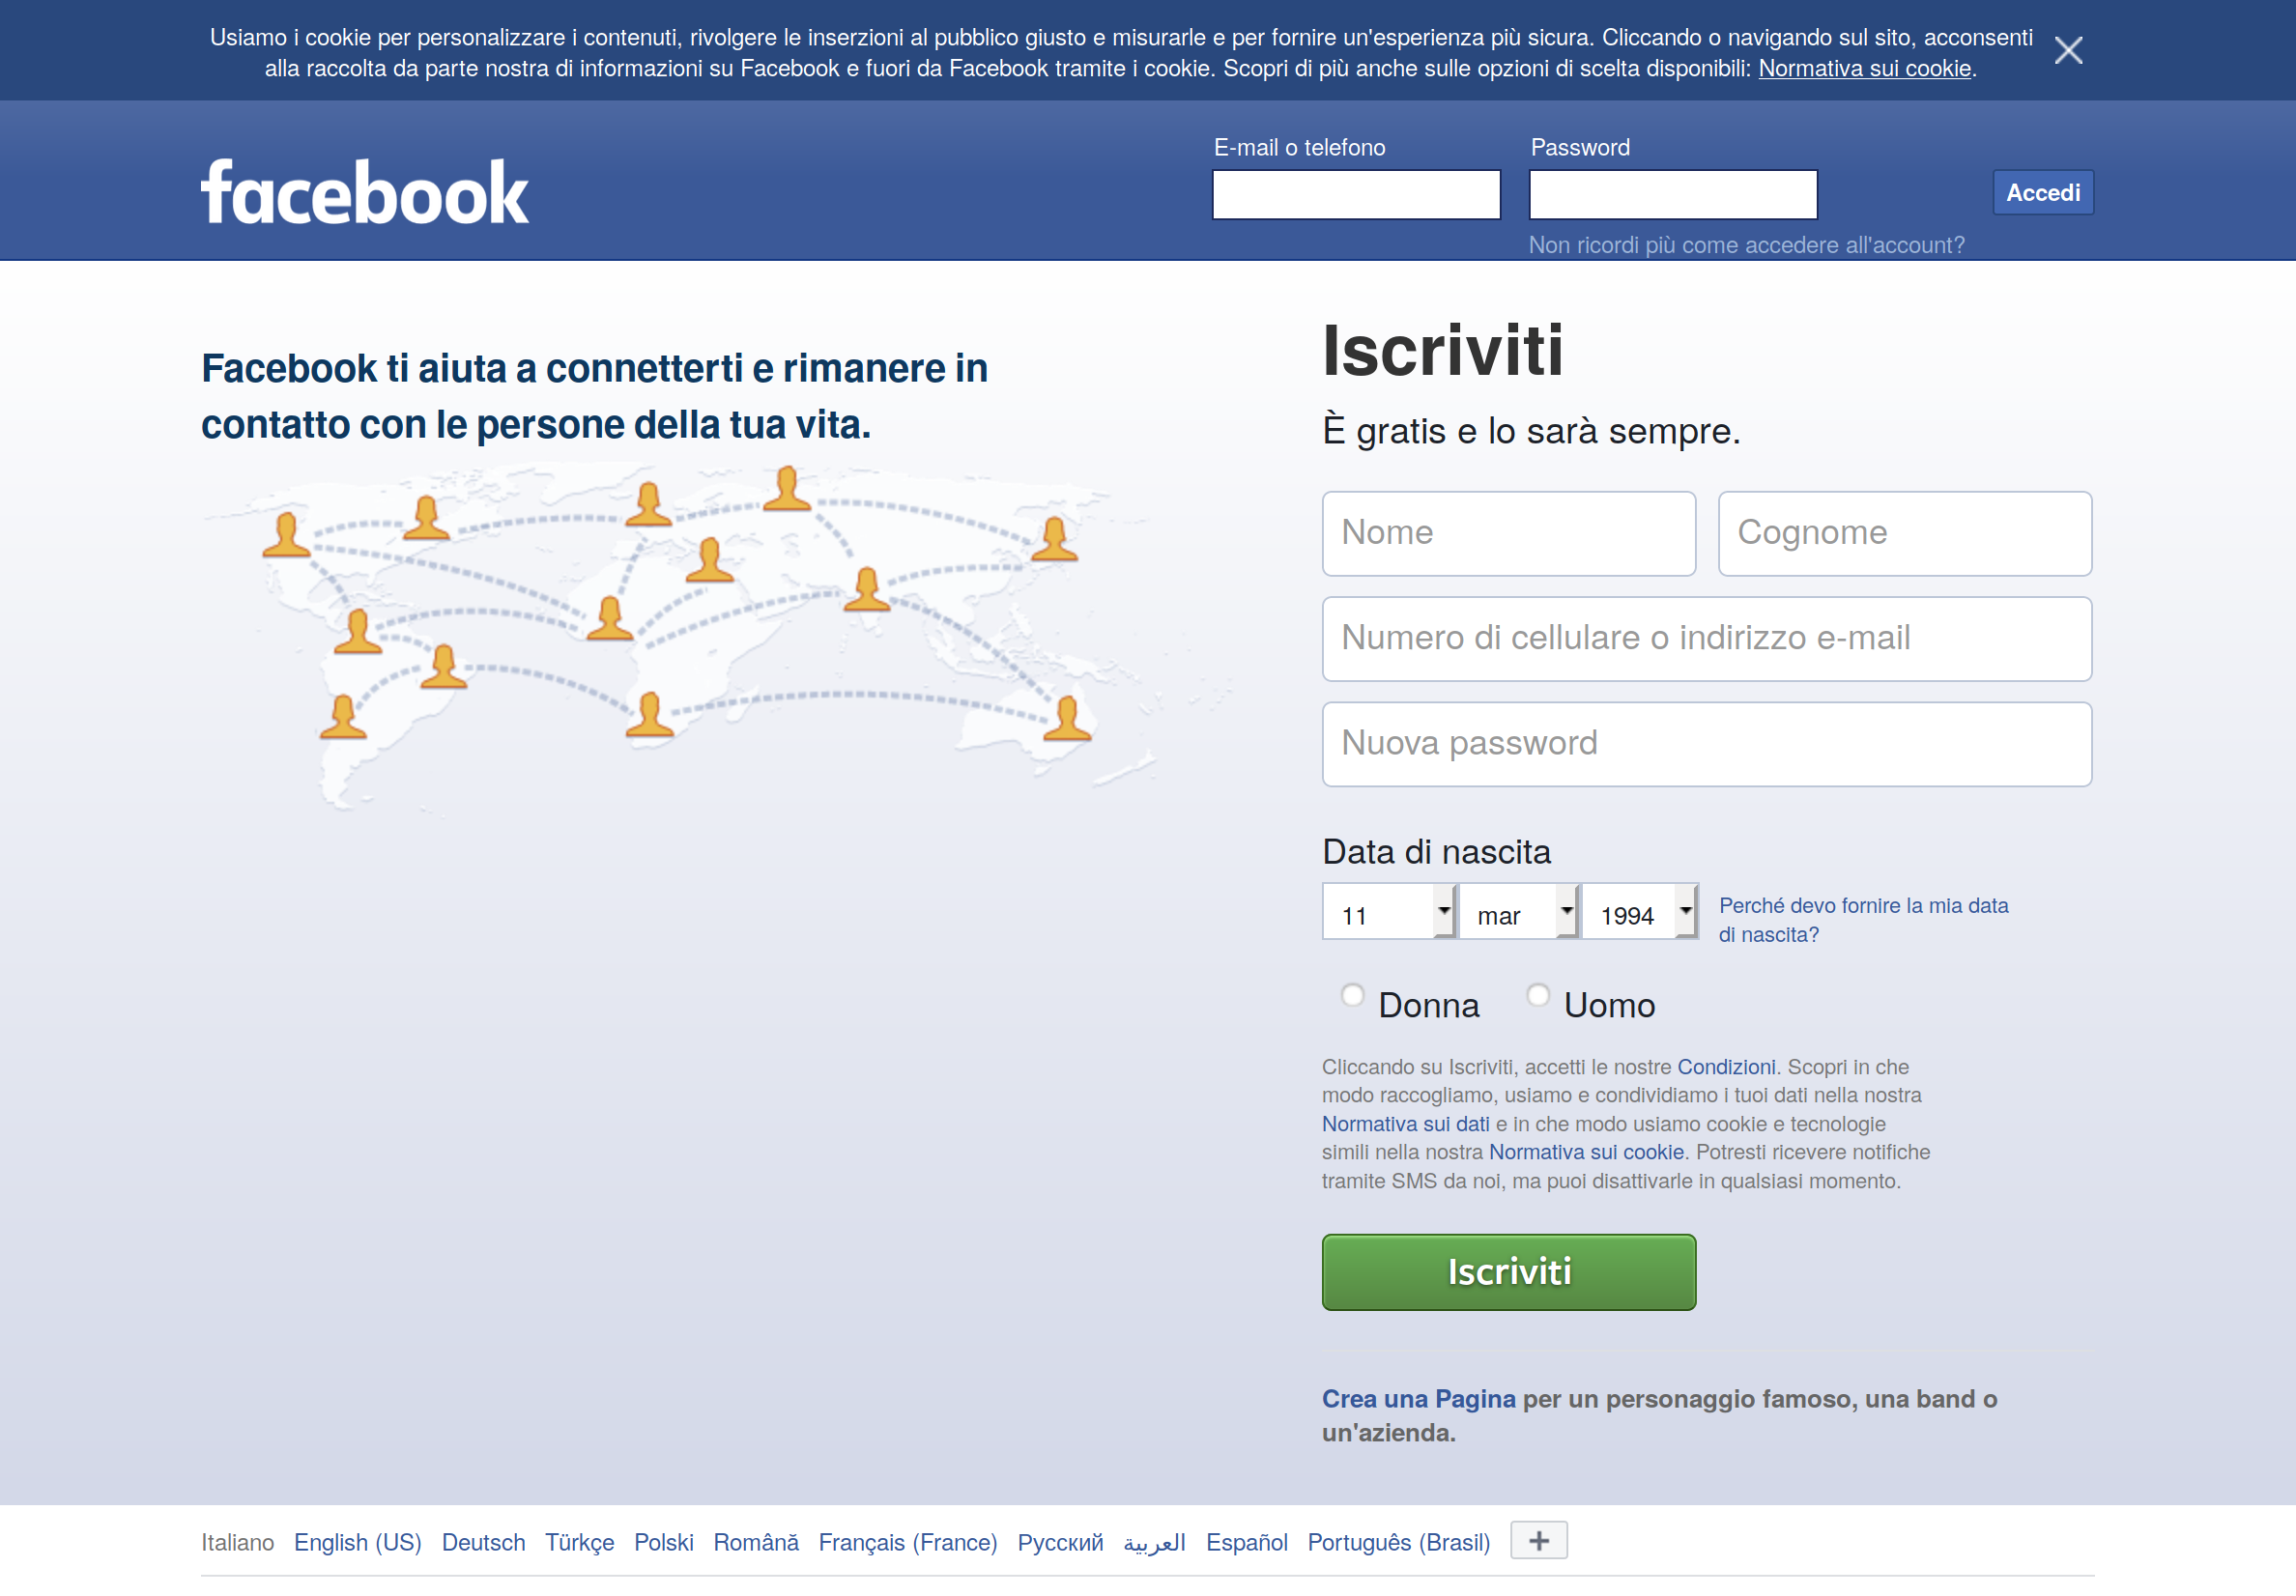 Usiamo i cookie per personalizzare i contenuti, rivolgere le inserzioni al pubblico giusto e misurarle e per fornire un'esperienza più sicura. Cliccando o navigando sul sito, acconsenti
alla raccolta da parte nostra di informazioni su Facebook e fuori da Facebook tramite i cookie. Scopri di più anche sulle opzioni di scelta disponibili: Normativa sui cookie.
facebook
E-mail o telefono
Password
Accedi
Non ricordi più come accedere all'account?
Facebook ti aiuta a connetterti e rimanere in
contatto con le persone della tua vita.
Iscriviti
È gratis e lo sarà sempre.
Nome
Cognome
Numero di cellulare o indirizzo e-mail
Nuova password
Data di nascita
11
mar
1994
Perché devo fornire la mia data
di nascita?
Donna
Uomo
Cliccando su Iscriviti, accetti le nostre Condizioni. Scopri in che
modo raccogliamo, usiamo e condividiamo i tuoi dati nella nostra
Normativa sui dati e in che modo usiamo cookie e tecnologie
simili nella nostra Normativa sui cookie. Potresti ricevere notifiche
tramite SMS da noi, ma puoi disattivarle in qualsiasi momento.
Iscriviti
Crea una Pagina per un personaggio famoso, una band o
un'azienda.
Italiano English (US) Deutsch Türkçe Polski Română Français (France) Русский العربية Español Português (Brasil) +